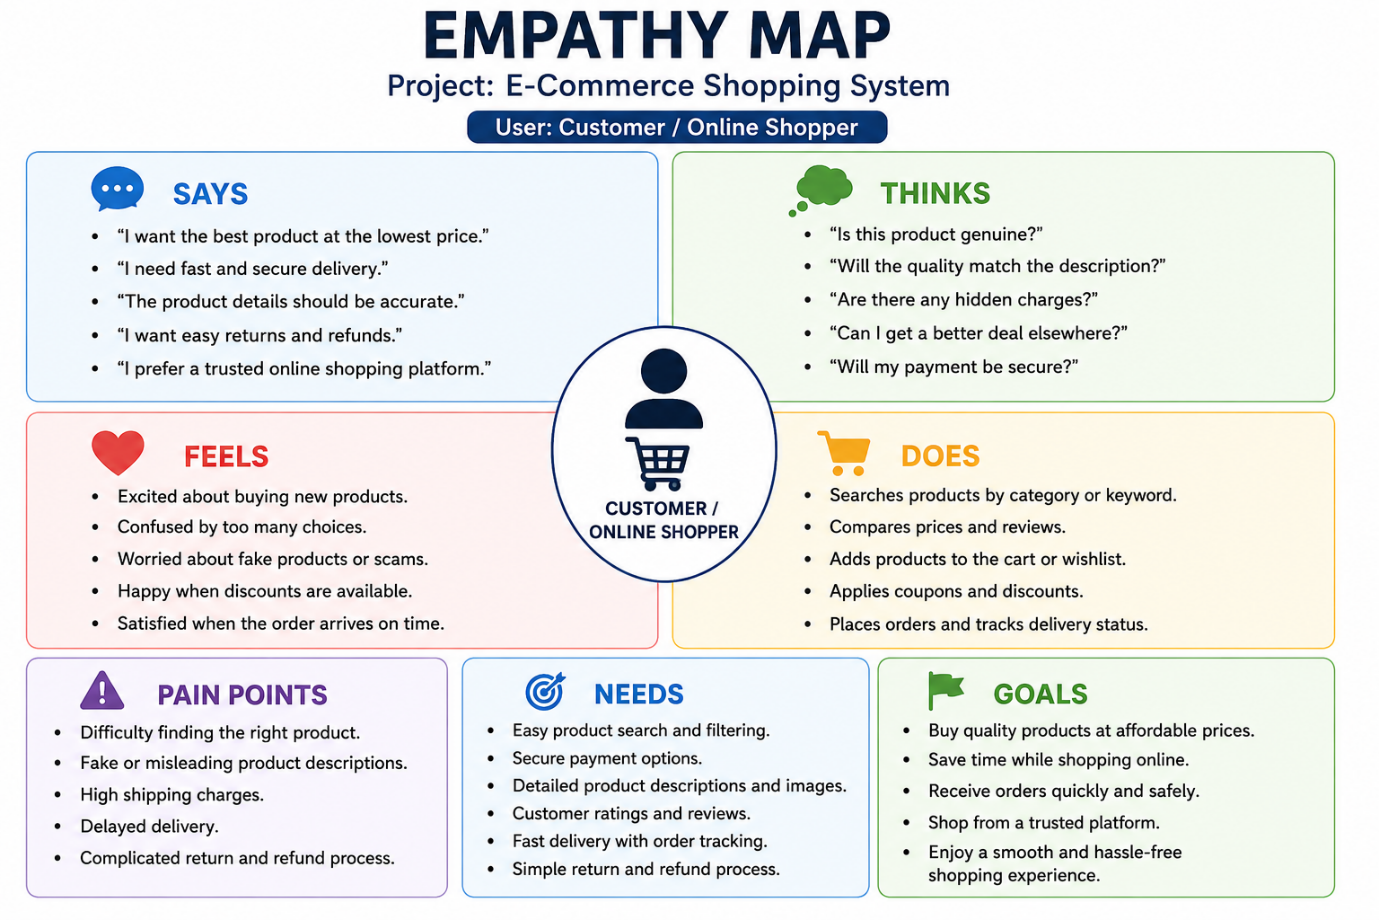 EMPATHY MAP
Project: E-Commerce Shopping System
User: Customer / Online Shopper
SAYS
• “I want the best product at the lowest price.”
• “I need fast and secure delivery.”
• “The product details should be accurate.”
• “I want easy returns and refunds.”
• “I prefer a trusted online shopping platform.”
THINKS
• “Is this product genuine?”
• “Will the quality match the description?”
• “Are there any hidden charges?”
• “Can I get a better deal elsewhere?”
• “Will my payment be secure?”
CUSTOMER /
ONLINE SHOPPER
FEELS
• Excited about buying new products.
• Confused by too many choices.
• Worried about fake products or scams.
• Happy when discounts are available.
• Satisfied when the order arrives on time.
DOES
• Searches products by category or keyword.
• Compares prices and reviews.
• Adds products to the cart or wishlist.
• Applies coupons and discounts.
• Places orders and tracks delivery status.
PAIN POINTS
• Difficulty finding the right product.
• Fake or misleading product descriptions.
• High shipping charges.
• Delayed delivery.
• Complicated return and refund process.
NEEDS
• Easy product search and filtering.
• Secure payment options.
• Detailed product descriptions and images.
• Customer ratings and reviews.
• Fast delivery with order tracking.
• Simple return and refund process.
GOALS
• Buy quality products at affordable prices.
• Save time while shopping online.
• Receive orders quickly and safely.
• Shop from a trusted platform.
• Enjoy a smooth and hassle-free
shopping experience.